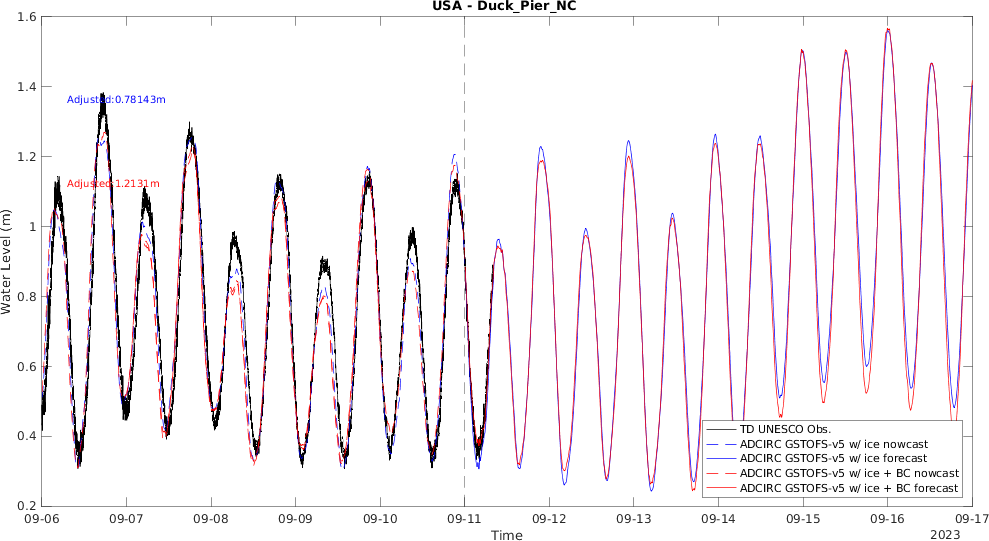 USA - Duck_Pier_NC
1.6
1.4
1.2
1
0.8
0.6
0.4
0.2
Water Level (m)
Adjusted:0.78143m
Adjusted:1.2131m
TD UNESCO Obs.
ADCIRC GSTOFS-v5 w/ ice nowcast
ADCIRC GSTOFS-v5 w/ ice forecast
ADCIRC GSTOFS-v5 w/ ice + BC nowcast
ADCIRC GSTOFS-v5 w/ ice + BC forecast
09-06 09-07 09-08 09-09 09-10 09-11 09-12 09-13 09-14 09-15 09-16 09-17
Time
2023